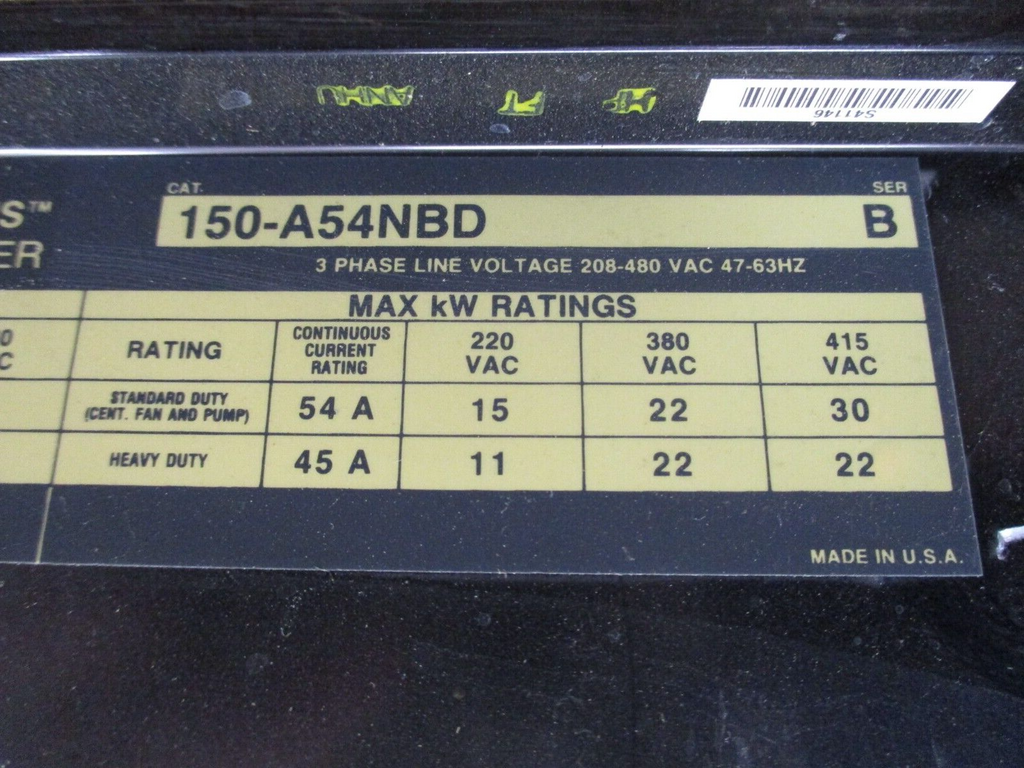 S41146
CAT. SER
S™ 150-A54NBD B
ER
3 PHASE LINE VOLTAGE 208-480 VAC 47-63HZ
MAX kW RATINGS
RATING CONTINUOUS CURRENT RATING 220 VAC 380 VAC 415 VAC
STANDARD DUTY (CENT. FAN AND PUMP) 54 A 15 22 30
HEAVY DUTY 45 A 11 22 22
MADE IN U.S.A.